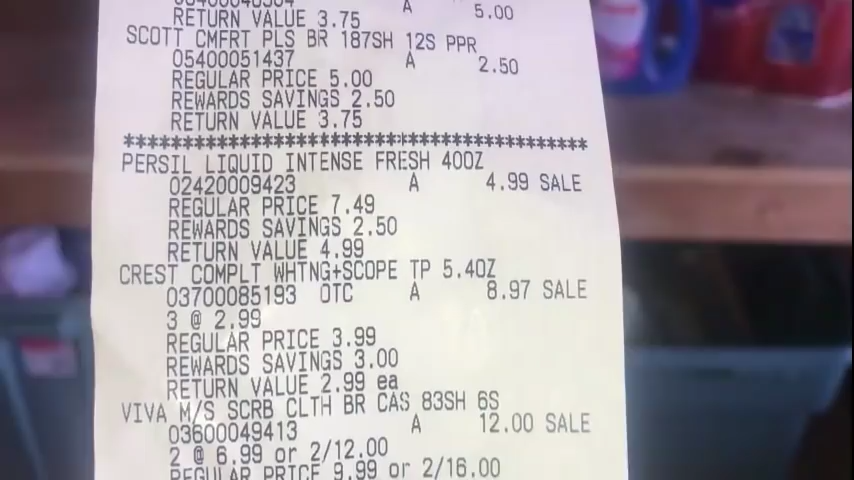 RETURN VALUE 3.75 A 5.00
SCOTT CMFRT PLS BR 187SH 12S PPR
05400051437 A 2.50
REGULAR PRICE 5.00
REWARDS SAVINGS 2.50
RETURN VALUE 3.75
****************************************
PERSIL LIQUID INTENSE FRESH 40OZ
02420009423 A 4.99 SALE
REGULAR PRICE 7.49
REWARDS SAVINGS 2.50
RETURN VALUE 4.99
CREST COMPLT WHTNG+SCOPE TP 5.4OZ
03700085193 OTC A 8.97 SALE
3 @ 2.99
REGULAR PRICE 3.99
REWARDS SAVINGS 3.00
RETURN VALUE 2.99 ea
VIVA M/S SCRB CLTH BR CAS 83SH 6S
03600049413 A 12.00 SALE
2 @ 6.99 or 2/12.00
REGULAR PRICE 9.99 or 2/16.00